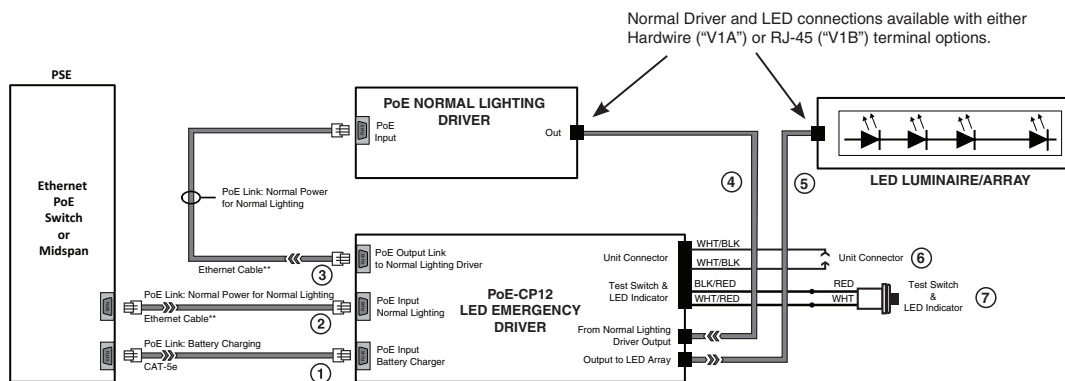 Normal Driver and LED connections available with either
Hardwire (“V1A”) or RJ-45 (“V1B”) terminal options.
PSE
Ethernet
PoE
Switch
or
Midspan
PoE NORMAL LIGHTING
DRIVER
PoE
Input
Out
LED LUMINAIRE/ARRAY
PoE Link: Normal Power
for Normal Lighting
4
5
Ethernet Cable**
3
PoE Output Link
to Normal Lighting Driver
PoE-CP12
LED EMERGENCY
DRIVER
Unit Connector
WHT/BLK
WHT/BLK
Unit Connector
6
Test Switch
&
LED Indicator
BLK/RED
WHT/RED
RED
WHT
Test Switch
&
LED Indicator
7
PoE Link: Normal Power for Normal Lighting
Ethernet Cable**
2
PoE Input
Normal Lighting
From Normal Lighting
Driver Output
PoE Link: Battery Charging
CAT-5e
1
PoE Input
Battery Charger
Output to LED Array